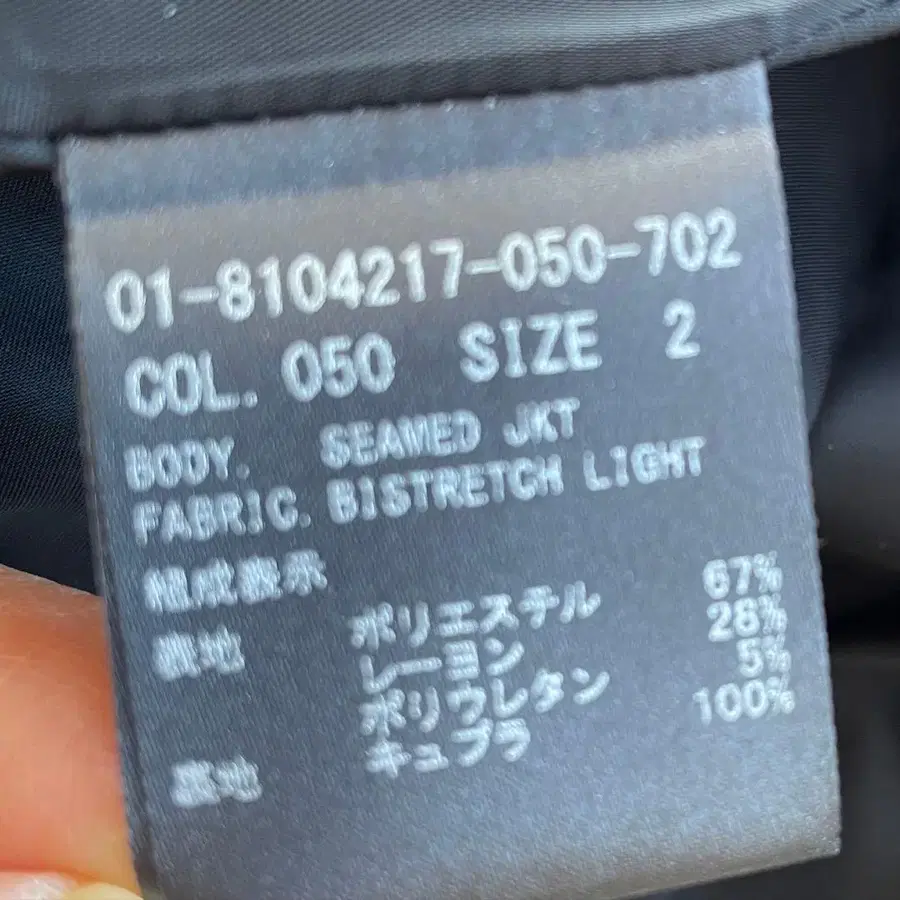 01-8104217-050-702
COL. 050 SIZE 2
BODY. SEAMED JKT
FABRIC. BISTRETCH LIGHT
組成表示
表地 ポリエステル 67%
レーヨン 28%
ポリウレタン 5%
裏地 キュプラ 100%